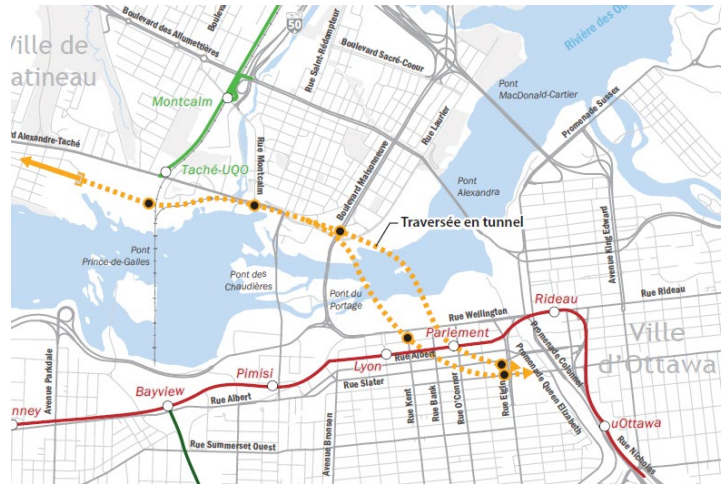 Ville de
atineau
Boulevard des Allumettières
50
Rue Saint-Rédempteur
Boulevard Sacré-Coeur
Rue Laurier
Pont
MacDonald-Cartier
Promenade Sussex
Montcalm
Rue Montcalm
rd Alexandre-Taché
Taché-UQO
Boulevard Maisonneuve
Pont
Alexandra
Traversée en tunnel
Avenue King Edward
Pont
Prince-de-Galles
Pont des
Chaudières
Pont du
Portage
Rue Wellington
Rideau
Rue Rideau
Parlement
Ville
d'Ottawa
Lyon
Rue Albert
Promenade Colonel
Promenade Queen Elizabeth
Pimisi
Rue Slater
Bayview
Rue Albert
Avenue Parkdale
nney
Rue Kent
Rue Bank
Rue O'Connor
Rue Elgin
Avenue Bronson
Rue Summerset Ouest
uOttawa
Rue Nicholas